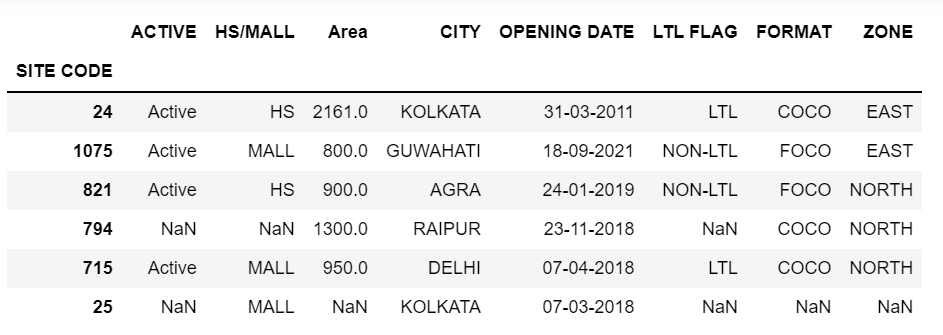 ACTIVE HS/MALL Area CITY OPENING DATE LTL FLAG FORMAT ZONE
SITE CODE
24 Active HS 2161.0 KOLKATA 31-03-2011 LTL COCO EAST
1075 Active MALL 800.0 GUWAHATI 18-09-2021 NON-LTL FOCO EAST
821 Active HS 900.0 AGRA 24-01-2019 NON-LTL FOCO NORTH
794 NaN NaN 1300.0 RAIPUR 23-11-2018 NaN COCO NORTH
715 Active MALL 950.0 DELHI 07-04-2018 LTL COCO NORTH
25 NaN MALL NaN KOLKATA 07-03-2018 NaN NaN NaN